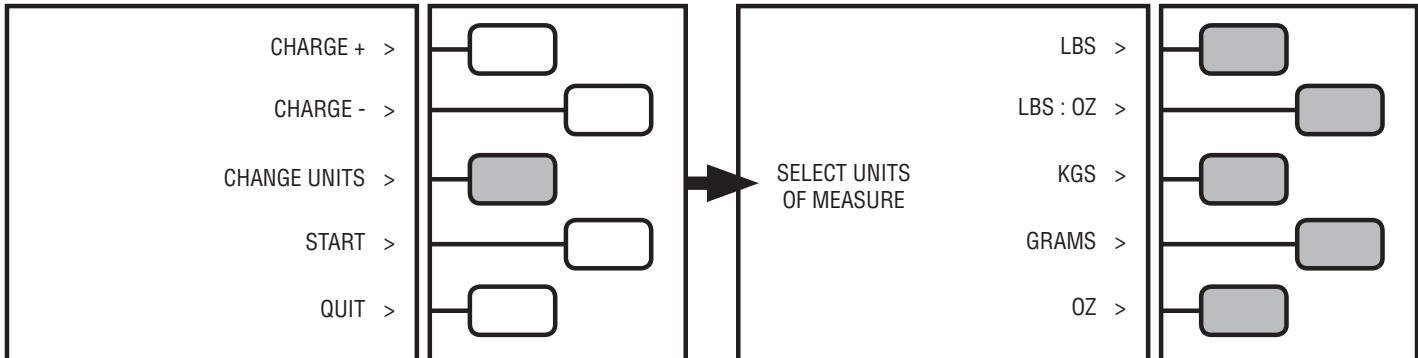 CHARGE + >
CHARGE - >
CHANGE UNITS >
START >
QUIT >
SELECT UNITS
OF MEASURE
LBS >
LBS : OZ >
KGS >
GRAMS >
OZ >